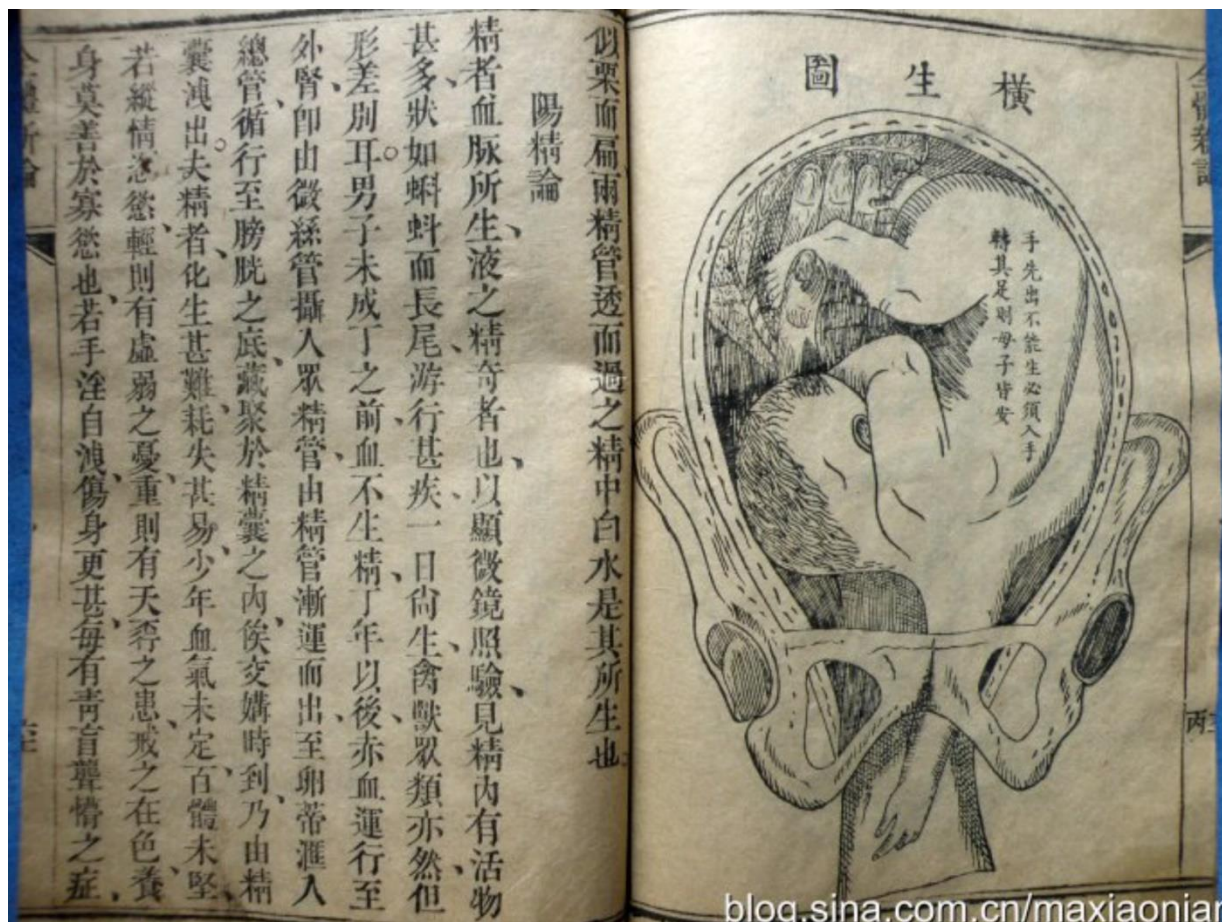 全體新論
橫生圖
手先出不能生必須入手
轉其足則母子皆安
似栗而扁兩精管透而過之精中白水是其所生也
陽精論
精者血脉所生、液之精奇者也、以顯微鏡照驗、見精內有活物
甚多、狀如蝌蚪而長尾、游行甚疾、一日尙生、禽獸眾類亦然、但
形差別耳。男子未成丁之前、血不生精、丁年以後、亦血運行至
外腎、卽由微絲管攝入眾精管、由精管漸運而出、至卵蒂滙入
總管、循行至膀胱之底、藏聚於精囊之內、俟交媾時到、乃由精
囊洩出。夫精者、化生甚難、耗失甚易、少年血氣未定、百體未堅、
若縱情恣慾、輕則有虛弱之憂、重則有夭之患、戒之在色、養
身莫善於寡慾也、若手淫自洩、傷身更甚、每有靑盲聾憒之症、